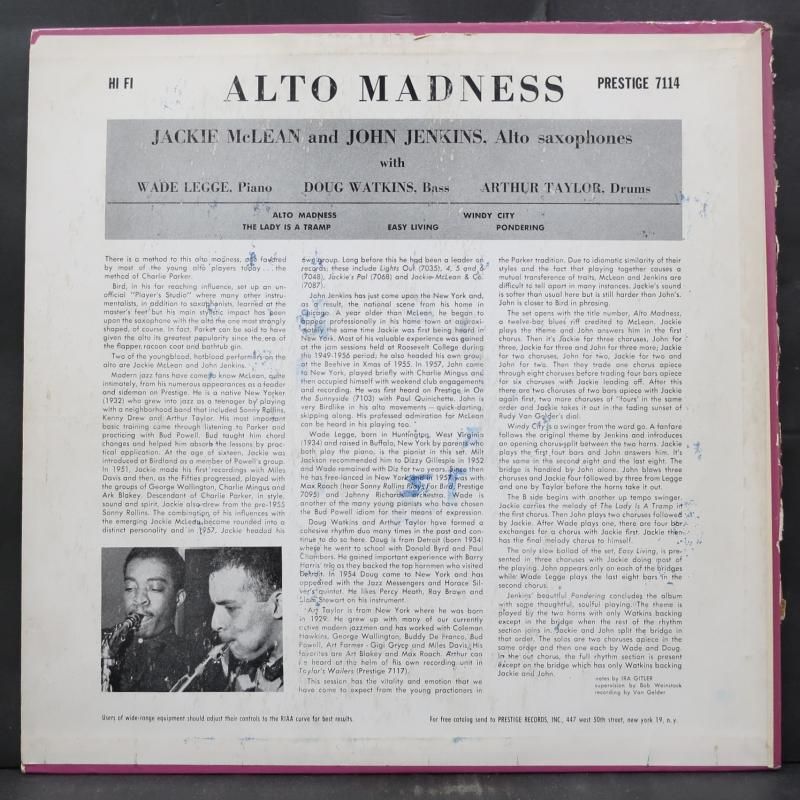 HI FI ALTO MADNESS PRESTIGE 7114
JACKIE McLEAN and JOHN JENKINS, Alto saxophones
with
WADE LEGGE, Piano DOUG WATKINS, Bass ARTHUR TAYLOR, Drums
ALTO MADNESS WINDY CITY
THE LADY IS A TRAMP EASY LIVING PONDERING
There is a method to this alto madness, as favored
by most of the young alto players today . . . the
method of Charlie Parker.
Bird, in his far reaching influence, set up an un-
official "Player's Studio" where many other instru-
mentalists, in addition to saxophonists, learned at the
master's feet but his main stylistic impact has been
upon the saxophone with the alto the one most strongly
shaped, of course. In fact, Parker can be said to have
given the alto its greatest popularity since the era of
the flapper, racoon coat and bathtub gin.
Two of the youngblood, hotblood performers on the
alto are Jackie McLean and John Jenkins.
Modern jazz fans have come to know McLean, quite
intimately, from his numerous appearances as a leader
and sideman on Prestige. He is a native New Yorker
(1932) who grew into jazz as a teenager by playing
with a neighborhood band that included Sonny Rollins,
Kenny Drew and Arthur Taylor. His most important
basic training came through listening to Parker and
practicing with Bud Powell. Bud taught him chord
changes and helped him absorb the lessons by prac-
tical application. At the age of sixteen, Jackie was
introduced at Birdland as a member of Powell's group.
In 1951, Jackie made his first recordings with Miles
Davis and then, as the Fifties progressed, played with
the groups of George Wallington, Charlie Mingus and
Ark Blakey. Descendant of Charlie Parker, in style,
sound and spirit, Jackie also drew from the pre-1955
Sonny Rollins. The combination of his influences with
the emerging Jackie McLean became rounded into a
distinct personality and in 1957, Jackie headed his
own group. Long before this he had been a leader on
records; these include Lights Out (7035), 4, 5 and 6
(7048), Jackie's Pal (7068) and Jackie McLean & Co.
(7087).
John Jenkins has just come upon the New York and,
as a result, the national scene from his home in
Chicago. A year older than McLean, he began to
appear professionally in his home town at about
the same time Jackie was first being heard in
New York. Most of his valuable experience was gained
at the jam sessions held at Roosevelt College during
the 1949-1956 period; he also headed his own group
at the Beehive in Xmas of 1955. In 1957, John came
to New York, played briefly with Charlie Mingus and
then occupied himself with weekend club engagements
and recording. He was first heard on Prestige in On
the Sunnyside (7103) with Paul Quinichette. John is
very Birdlike in his alto movements — quick-darting,
skipping along. His professed admiration for McLean
can be heard in his playing too.
Wade Legge, born in Huntington, West Virginia
(1934) and raised in Buffalo, New York by parents who
both play the piano, is the pianist in this set. Milt
Jackson recommended him to Dizzy Gillespie in 1952
and Wade remained with Diz for two years. Since then
he has free-lanced in New York. In 1957, was with
Max Roach (hear Sonny Rollins Plays for Bird, Prestige
7095) and Johnny Richards' orchestra. Wade is
another of the many young pianists who have chosen
the Bud Powell idiom for their means of expression.
Doug Watkins and Arthur Taylor have formed a
cohesive rhythm duo many times in the past and con-
tinue to do so here. Doug is from Detroit (born 1934)
where he went to school with Donald Byrd and Paul
Chambers. He gained important experience with Barry
Harris' trio as they backed the top hornmen who visited
Detroit. In 1954 Doug came to New York and has
appeared with the Jazz Messengers and Horace Sil-
ver's quintet. He likes Percy Heath, Ray Brown and
Slam Stewart on his instrument.
Art Taylor is from New York where he was born
in 1929. He grew up with many of our currently
active modern jazzmen and has worked with Coleman
Hawkins, George Wallington, Buddy De Franco, Bud
Powell, Art Farmer - Gigi Gryce and Miles Davis. His
favorites are Art Blakey and Max Roach. Arthur can
be heard at the helm of his own recording unit in
Taylor's Wailers (Prestige 7117).
This session has the vitality and emotion that we
have come to expect from the young practioners in
the Parker tradition. Due to idiomatic similarity of their
styles and the fact that playing together causes a
mutual transference of traits, McLean and Jenkins are
difficult to tell apart in many instances. Jackie's sound
is softer than usual here but is still harder than John's.
John is closer to Bird in phrasing.
The set opens with the title number, Alto Madness,
a twelve-bar blues riff credited to McLean. Jackie
plays the theme and John answers him in the first
chorus. Then it's Jackie for three choruses, John for
three, Jackie for three and John for three more; Jackie
for two choruses, John for two, Jackie for two and
John for two. Then they trade one chorus apiece
through eight choruses before trading four bars apiece
for six choruses with Jackie leading off. After this
there are two choruses of two bars apiece with Jackie
again first, two more choruses of "fours" in the same
order and Jackie takes it out in the fading sunset of
Rudy Van Gelder's dial.
Windy City is a swinger from the word go. A fanfare
follows the original theme by Jenkins and introduces
an opening chorus split between the two horns. Jackie
plays the first four bars and John answers him. It's
the same in the second eight and the last eight. The
bridge is handled by John alone. John blows three
choruses and Jackie four followed by three from Legge
and one by Taylor before the horns take it out.
The B side begins with another up tempo swinger.
Jackie carries the melody of The Lady Is A Tramp in
the first chorus. Then John plays two choruses followed
by Jackie. After Wade plays one, there are four bar
exchanges for a chorus with Jackie first. Jackie then
has the final melody chorus to himself.
The only slow ballad of the set, Easy Living, is pre-
sented in three choruses with Jackie doing most of
the playing. John appears only on each of the bridges
while Wade Legge plays the last eight bars in the
second chorus.
Jenkins' beautiful Pondering concludes the album
with some thoughtful, soulful playing. The theme is
played by the two horns with only Watkins backing
except in the bridge when the rest of the rhythm
section joins in. Jackie and John split the bridge in
that order. The solos are two choruses apiece in the
same order and then one each by Wade and Doug.
In the out chorus, the full rhythm section is present
except on the bridge which has only Watkins backing
Jackie and John.
notes by IRA GITLER
supervision by Bob Weinstock
recording by Van Gelder
Users of wide-range equipment should adjust their controls to the RIAA curve for best results. For free catalog send to PRESTIGE RECORDS, INC., 447 west 50th street, new york 19, n. y.